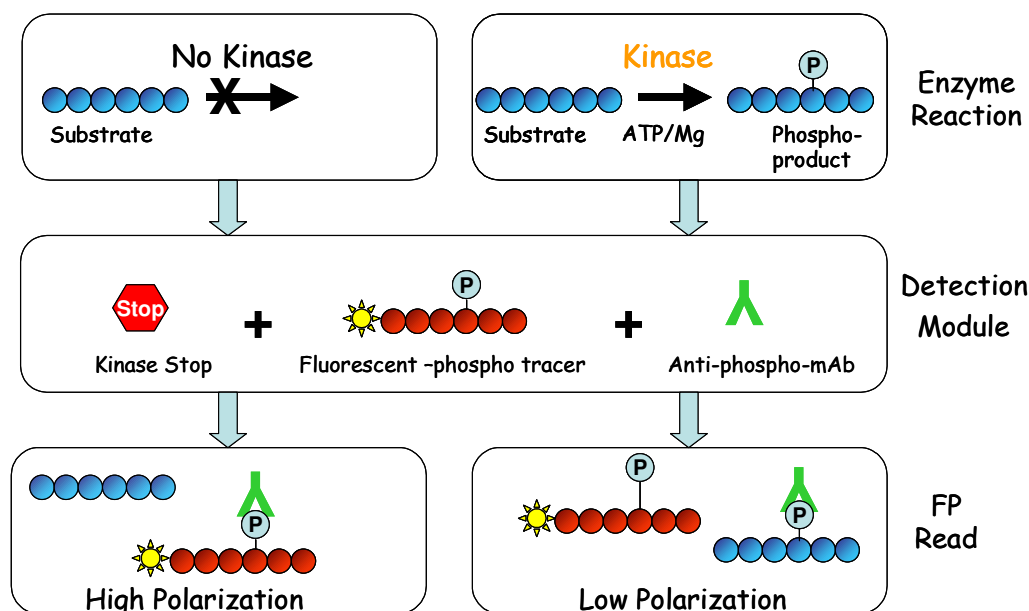 No Kinase
Substrate
Kinase
P
Substrate
ATP/Mg
Phospho-
product
Enzyme
Reaction
Stop
+
P
+
Kinase Stop
Fluorescent –phospho tracer
Anti-phospho-mAb
Detection
Module
P
High Polarization
P
P
Low Polarization
FP
Read